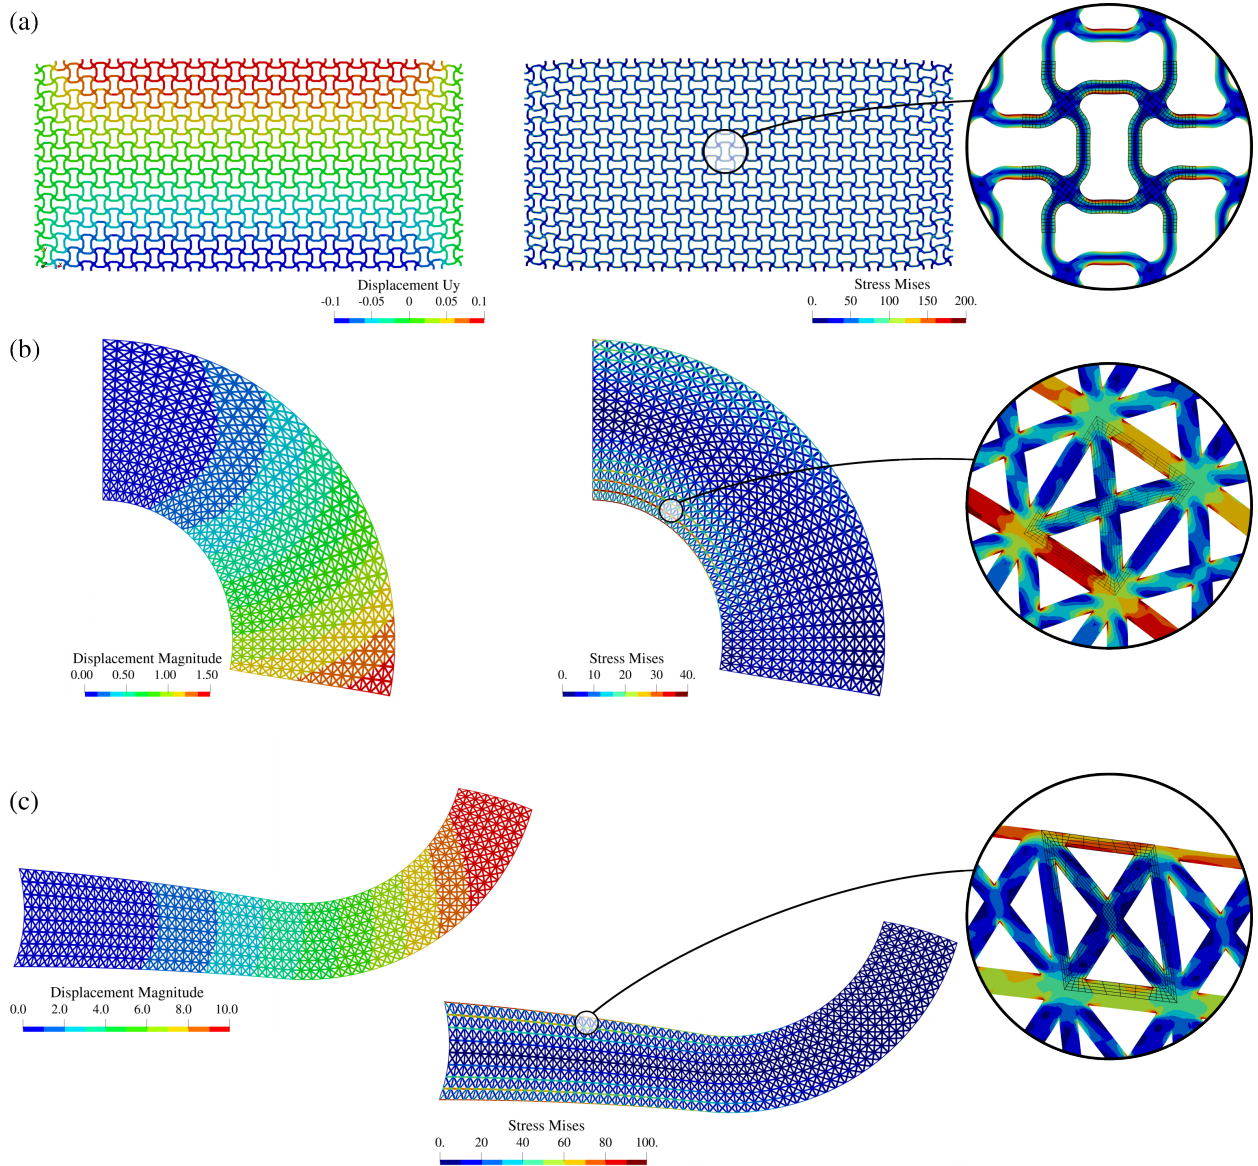 (a)
Displacement Uy
-0.1 -0.05 0 0.05 0.1
Stress Mises
0. 50 100 150 200.
(b)
Displacement Magnitude
0.00 0.50 1.00 1.50
Stress Mises
0. 10 20 30 40.
(c)
Displacement Magnitude
0.0 2.0 4.0 6.0 8.0 10.0
Stress Mises
0. 20 40 60 80 100.